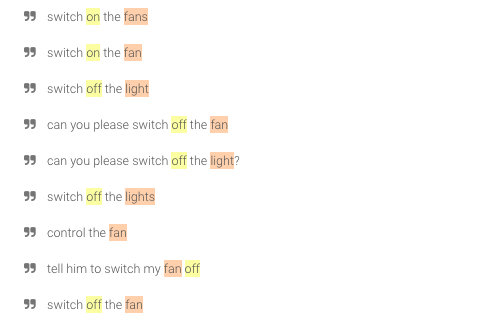 switch on the fans
switch on the fan
switch off the light
can you please switch off the fan
can you please switch off the light?
switch off the lights
control the fan
tell him to switch my fan off
switch off the fan